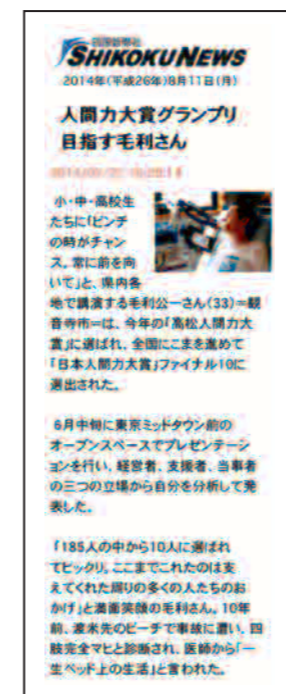 四国新聞社
SHIKOKU NEWS
2014年(平成26年)8月11日(月)
人間力大賞グランプリ
目指す毛利さん
小・中・高校生
たちに「ピンチ
の時がチャン
ス。常に前を向
いて」と、県内各
地で講演する毛利公一さん(33)=観
音寺市=は、今年の「高松人間力大
賞」に選ばれ、全国にこまを進めて
「日本人間力大賞」ファイナル10に
選出された。
6月中旬に東京ミッドタウン前の
オープンスペースでプレゼンテーシ
ョンを行い、経営者、支援者、当事者
の三つの立場から自分を分析して発
表した。
「185人の中から10人に選ばれ
てビックリ。ここまでこれたのは支
えてくれた周りの多くの人たちのお
かげ」と満面笑顔の毛利さん。10年
前、渡米先のビーチで事故に遭い、四
肢完全マヒと診断され、医師から「一
生ベッド上の生活」と言われた。